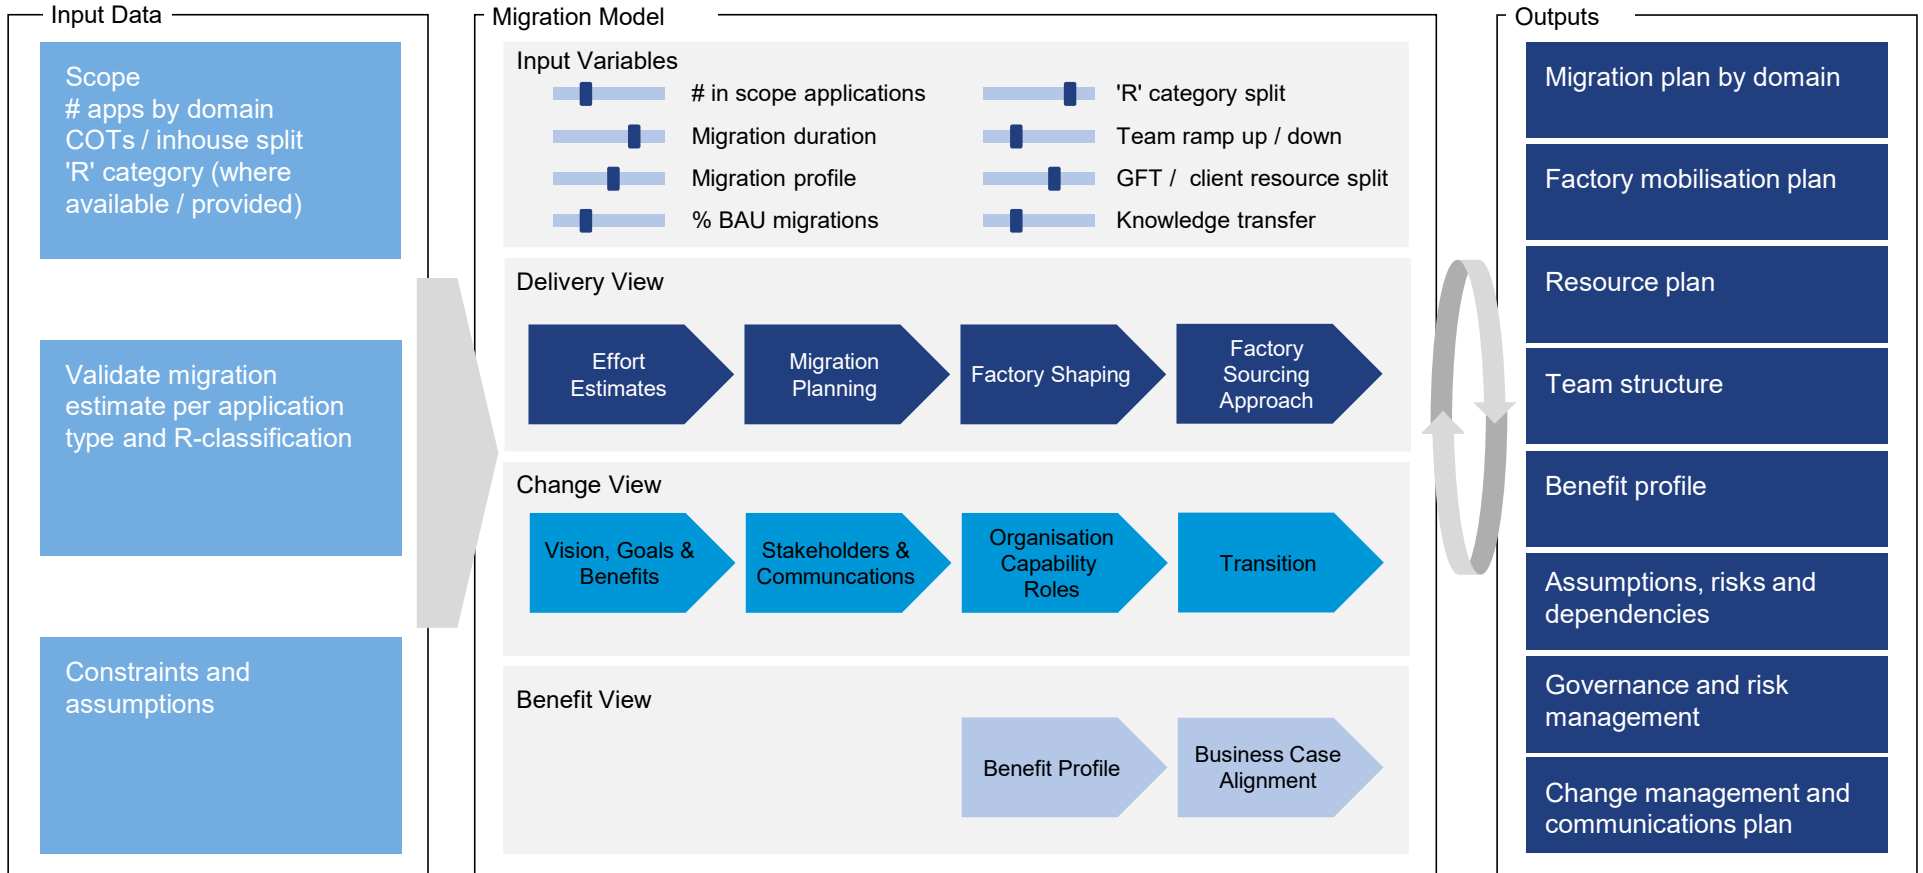 Input Data
Scope
# apps by domain
COTs / inhouse split
'R' category (where
available / provided)
Validate migration
estimate per application
type and R-classification
Constraints and
assumptions
Migration Model
Input Variables
# in scope applications
Migration duration
Migration profile
% BAU migrations
'R' category split
Team ramp up / down
GFT / client resource split
Knowledge transfer
Delivery View
Effort
Estimates
Migration
Planning
Factory Shaping
Factory
Sourcing
Approach
Change View
Vision, Goals &
Benefits
Stakeholders &
Communcations
Organisation
Capability
Roles
Transition
Benefit View
Benefit Profile
Business Case
Alignment
Outputs
Migration plan by domain
Factory mobilisation plan
Resource plan
Team structure
Benefit profile
Assumptions, risks and
dependencies
Governance and risk
management
Change management and
communications plan